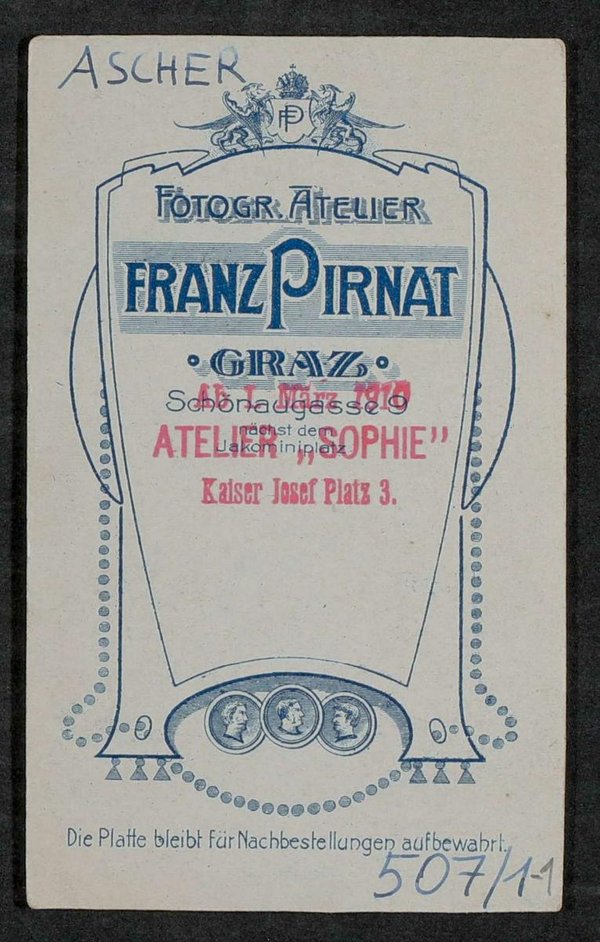 ASCHER
FP
FOTOGR. ATELIER
FRANZ PIRNAT
• GRAZ •
Ab 1. März 1910
Schönaugasse 9
nächst dem
ATELIER „SOPHIE"
Jakominiplatz
Kaiser Josef Platz 3.
Die Platte bleibt für Nachbestellungen aufbewahrt.
507/1-1